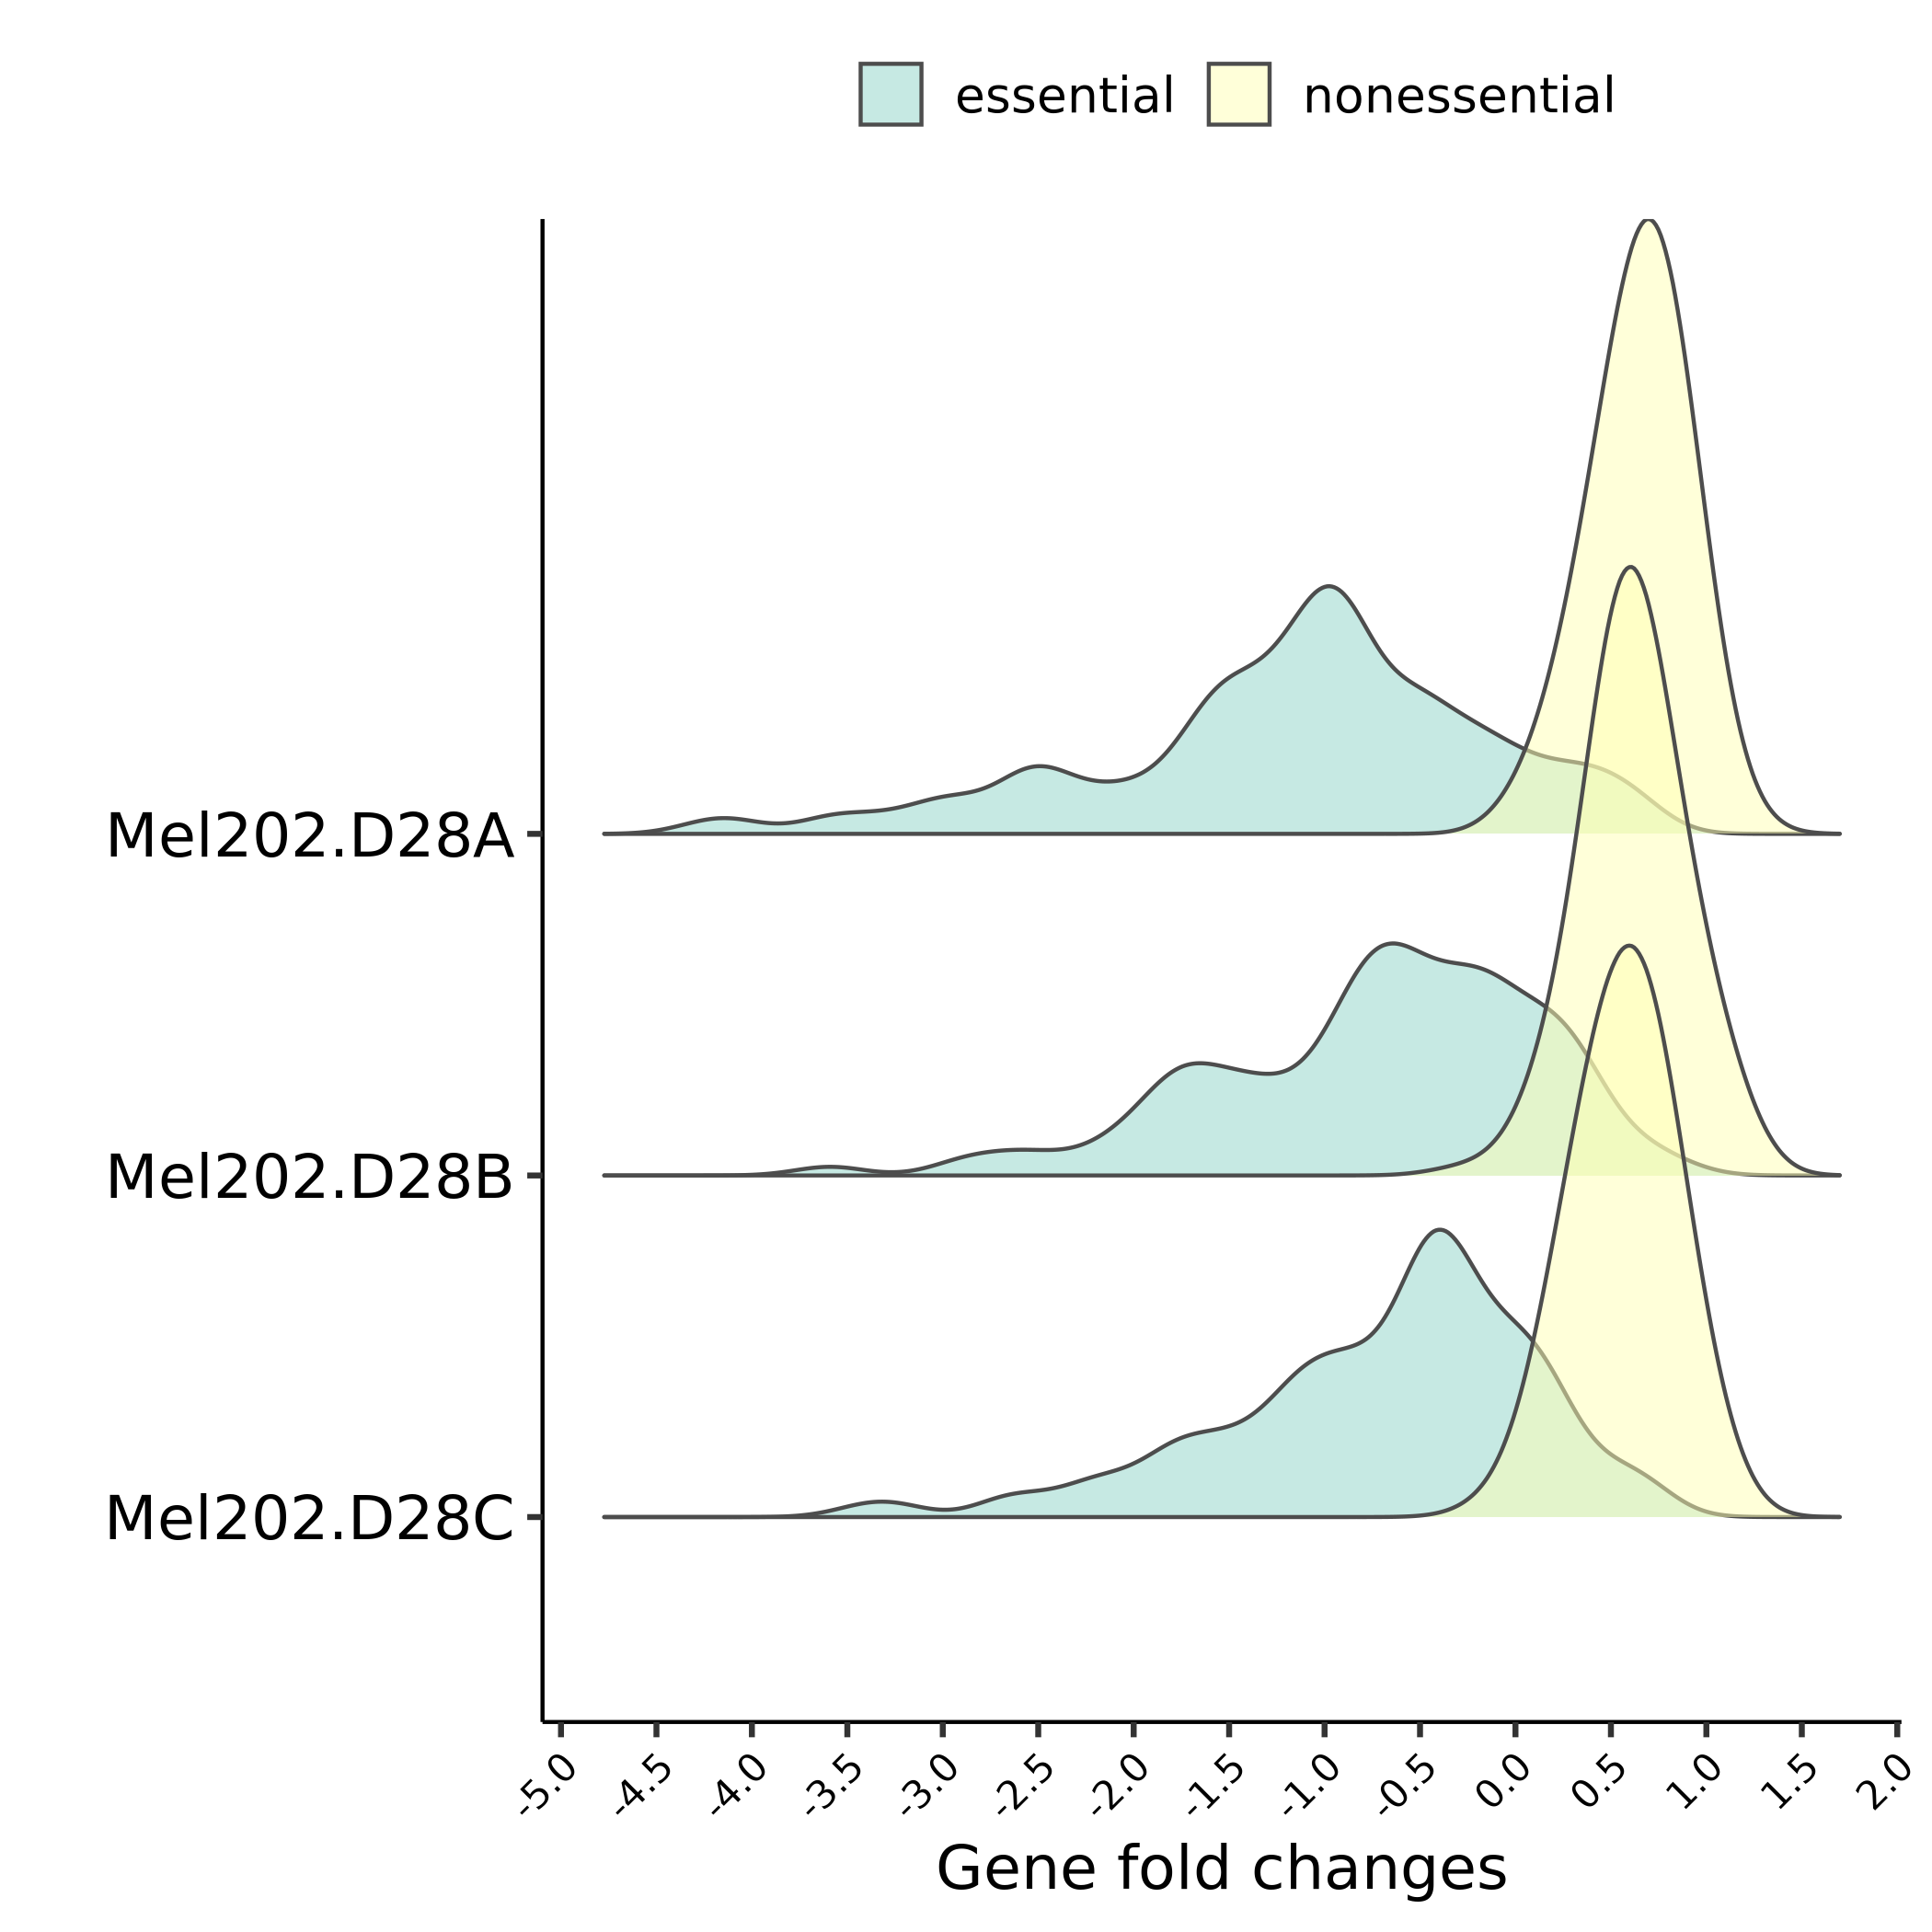 essential nonessential
Mel202.D28A
Mel202.D28B
Mel202.D28C
-5.0 -4.5 -4.0 -3.5 -3.0 -2.5 -2.0 -1.5 -1.0 -0.5 0.0 0.5 1.0 1.5 2.0
Gene fold changes